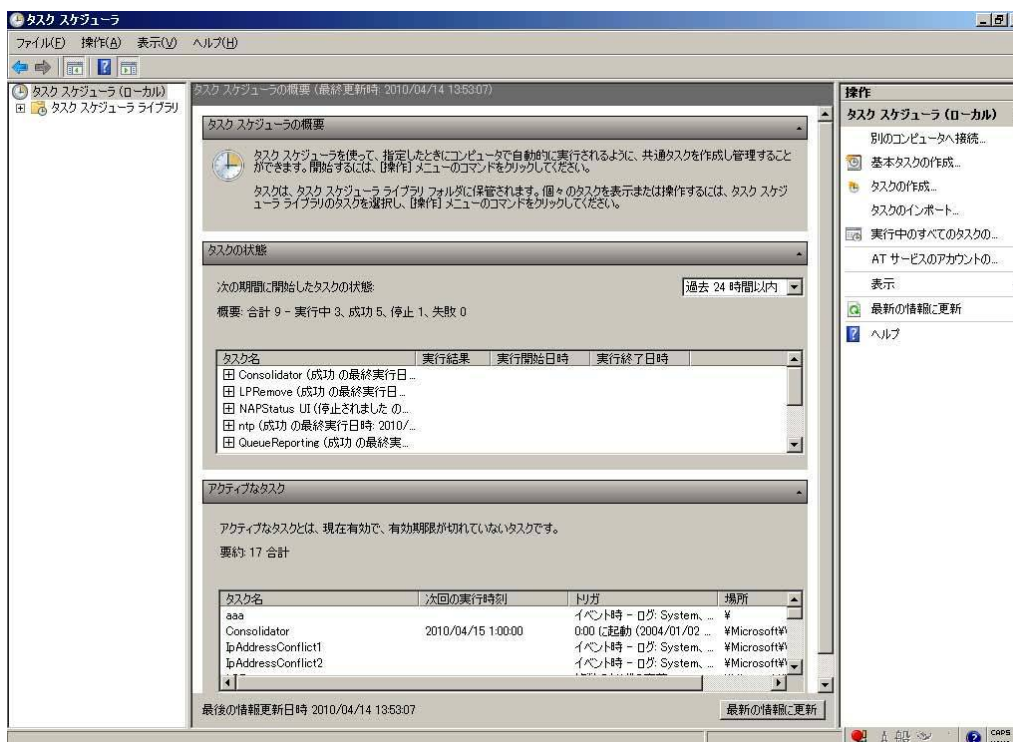 タスク スケジューラ
ファイル(F) 操作(A) 表示(V) ヘルプ(H)
タスク スケジューラ (ローカル)
タスク スケジューラ ライブラリ
タスク スケジューラの概要 (最終更新時: 2010/04/14 13:53:07)
タスク スケジューラの概要
タスク スケジューラを使って、指定したときにコンピュータで自動的に実行されるように、共通タスクを作成し管理すること
ができます。開始するには、[操作] メニューのコマンドをクリックしてください。
タスクは、タスク スケジューラ ライブラリ フォルダに保管されます。個々のタスクを表示または操作するには、タスク スケジ
ューラ ライブラリのタスクを選択し、[操作] メニューのコマンドをクリックしてください。
タスクの状態
次の期間に開始したタスクの状態:
過去 24 時間以内
概要: 合計 9 - 実行中 3、成功 5、停止 1、失敗 0
タスク名 実行結果 実行開始日時 実行終了日時
Consolidator (成功 の最終実行日...
LPRemove (成功 の最終実行日...
NAPStatus UI (停止されました の...
ntp (成功 の最終実行日時: 2010/...
QueueReporting (成功 の最終実...
アクティブなタスク
アクティブなタスクとは、現在有効で、有効期限が切れていないタスクです。
要約: 17 合計
タスク名 次回の実行時刻 トリガ 場所
aaa イベント時 - ログ: System、... ¥
Consolidator 2010/04/15 1:00:00 0:00 に起動 (2004/01/02 ... ¥Microsoft¥
IpAddressConflict1 イベント時 - ログ: System、... ¥Microsoft¥
IpAddressConflict2 イベント時 - ログ: System、... ¥Microsoft¥
最後の情報更新日時 2010/04/14 13:53:07
最新の情報に更新
操作
タスク スケジューラ (ローカル)
別のコンピュータへ接続...
基本タスクの作成...
タスクの作成...
タスクのインポート...
実行中のすべてのタスクの...
AT サービスのアカウントの...
表示
最新の情報に更新
ヘルプ
A 般
CAPS